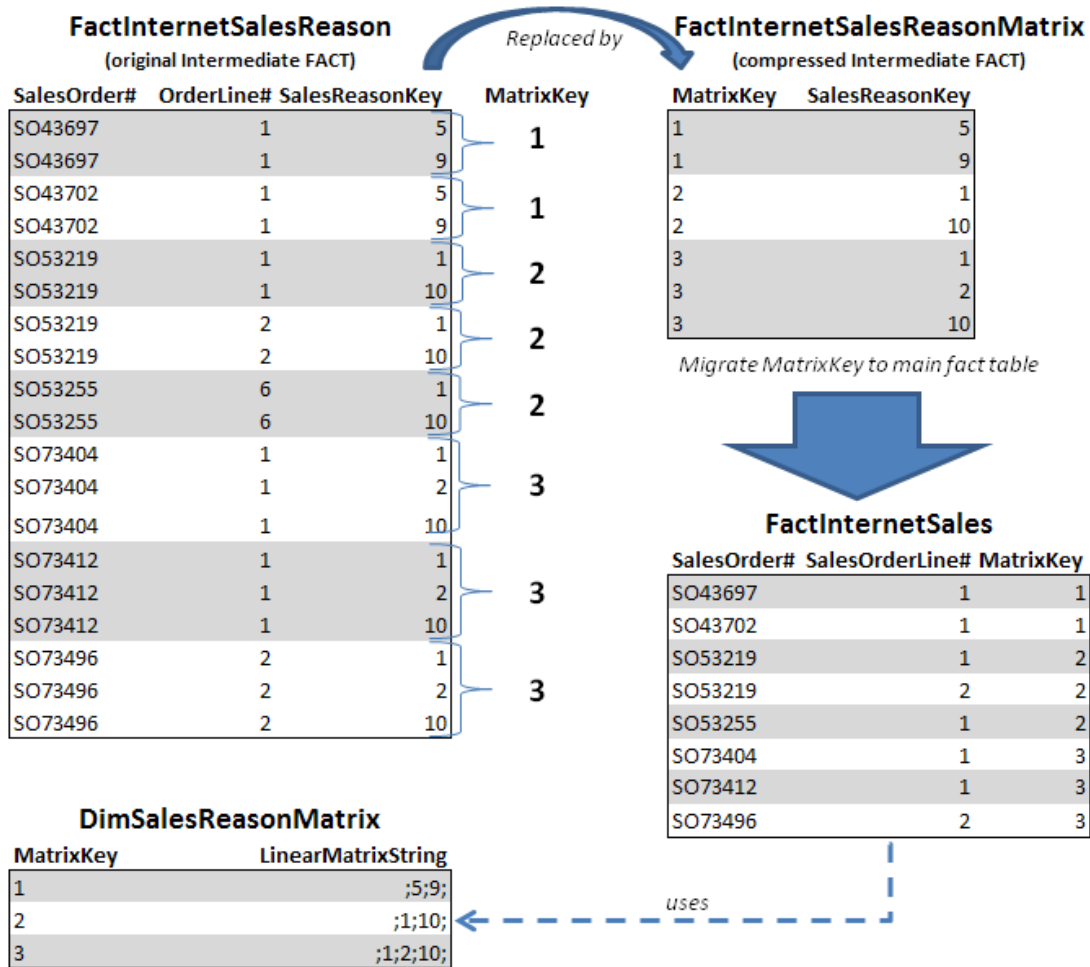 FactInternetSalesReason
(original Intermediate FACT)
SalesOrder# OrderLine# SalesReasonKey
SO43697 1 5
SO43697 1 9
SO43702 1 5
SO43702 1 9
SO53219 1 1
SO53219 1 10
SO53219 2 1
SO53219 2 10
SO53255 6 1
SO53255 6 10
SO73404 1 1
SO73404 1 2
SO73404 1 10
SO73412 1 1
SO73412 1 2
SO73412 1 10
SO73496 2 1
SO73496 2 2
SO73496 2 10
MatrixKey
1
1
2
2
2
3
3
3
Replaced by
FactInternetSalesReasonMatrix
(compressed Intermediate FACT)
MatrixKey SalesReasonKey
1 5
1 9
2 1
2 10
3 1
3 2
3 10
Migrate MatrixKey to main fact table
FactInternetSales
SalesOrder# SalesOrderLine# MatrixKey
SO43697 1 1
SO43702 1 1
SO53219 1 2
SO53219 2 2
SO53255 1 2
SO73404 1 3
SO73412 1 3
SO73496 2 3
uses
DimSalesReasonMatrix
MatrixKey LinearMatrixString
1 ;5;9;
2 ;1;10;
3 ;1;2;10;